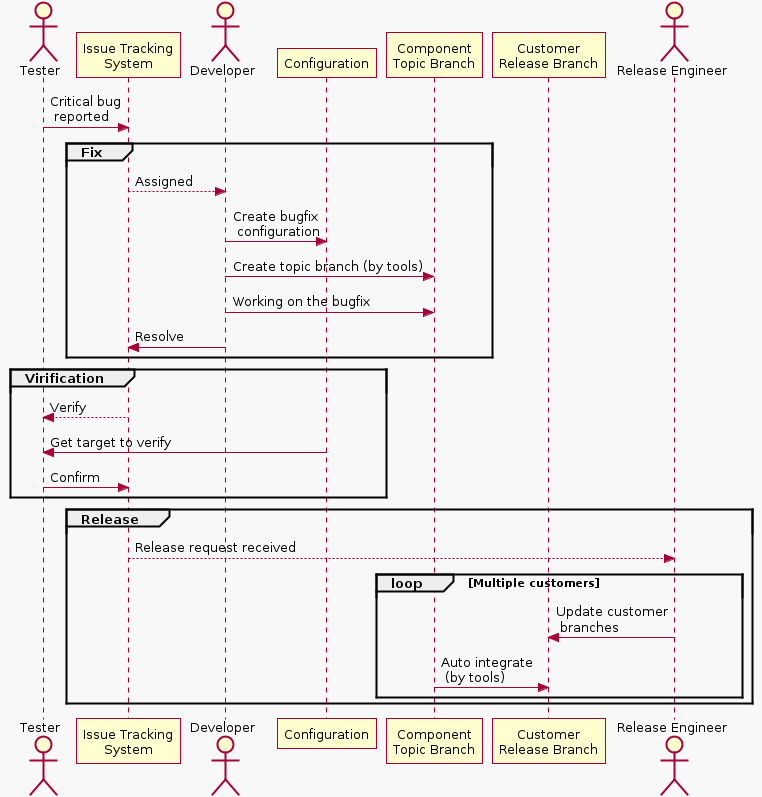 Tester
Issue Tracking
System
Developer
Configuration
Component
Topic Branch
Customer
Release Branch
Release Engineer
Critical bug
reported
Fix
Assigned
Create bugfix
configuration
Create topic branch (by tools)
Working on the bugfix
Resolve
Virification
Verify
Get target to verify
Confirm
Release
Release request received
loop [Multiple customers]
Update customer
branches
Auto integrate
(by tools)
Tester
Issue Tracking
System
Developer
Configuration
Component
Topic Branch
Customer
Release Branch
Release Engineer